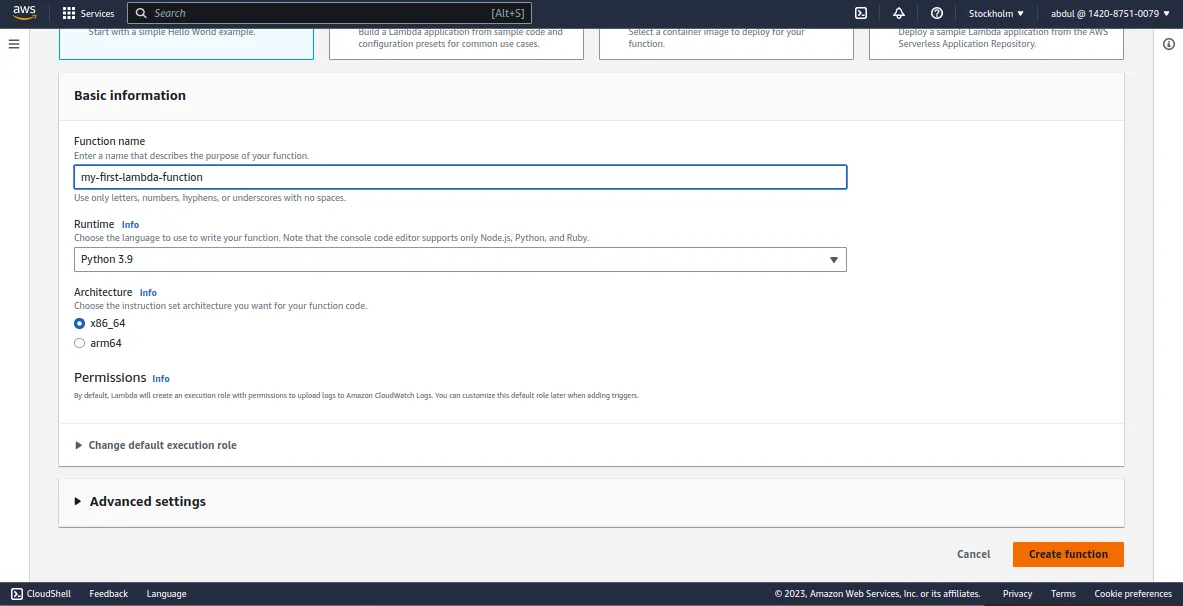 aws
Services
Search [Alt+S]
Stockholm
abdul @ 1420-8751-0079
Start with a simple Hello World example.
Build a Lambda application from sample code and
configuration presets for common use cases.
Select a container image to deploy for your
function.
Deploy a sample Lambda application from the AWS
Serverless Application Repository.
Basic information
Function name
Enter a name that describes the purpose of your function.
my-first-lambda-function
Use only letters, numbers, hyphens, or underscores with no spaces.
Runtime Info
Choose the language to use to write your function. Note that the console code editor supports only Node.js, Python, and Ruby.
Python 3.9
Architecture Info
Choose the instruction set architecture you want for your function code.
x86_64
arm64
Permissions Info
By default, Lambda will create an execution role with permissions to upload logs to Amazon CloudWatch Logs. You can customize this default role later when adding triggers.
Change default execution role
Advanced settings
Cancel
Create function
CloudShell
Feedback
Language
© 2023, Amazon Web Services, Inc. or its affiliates.
Privacy
Terms
Cookie preferences